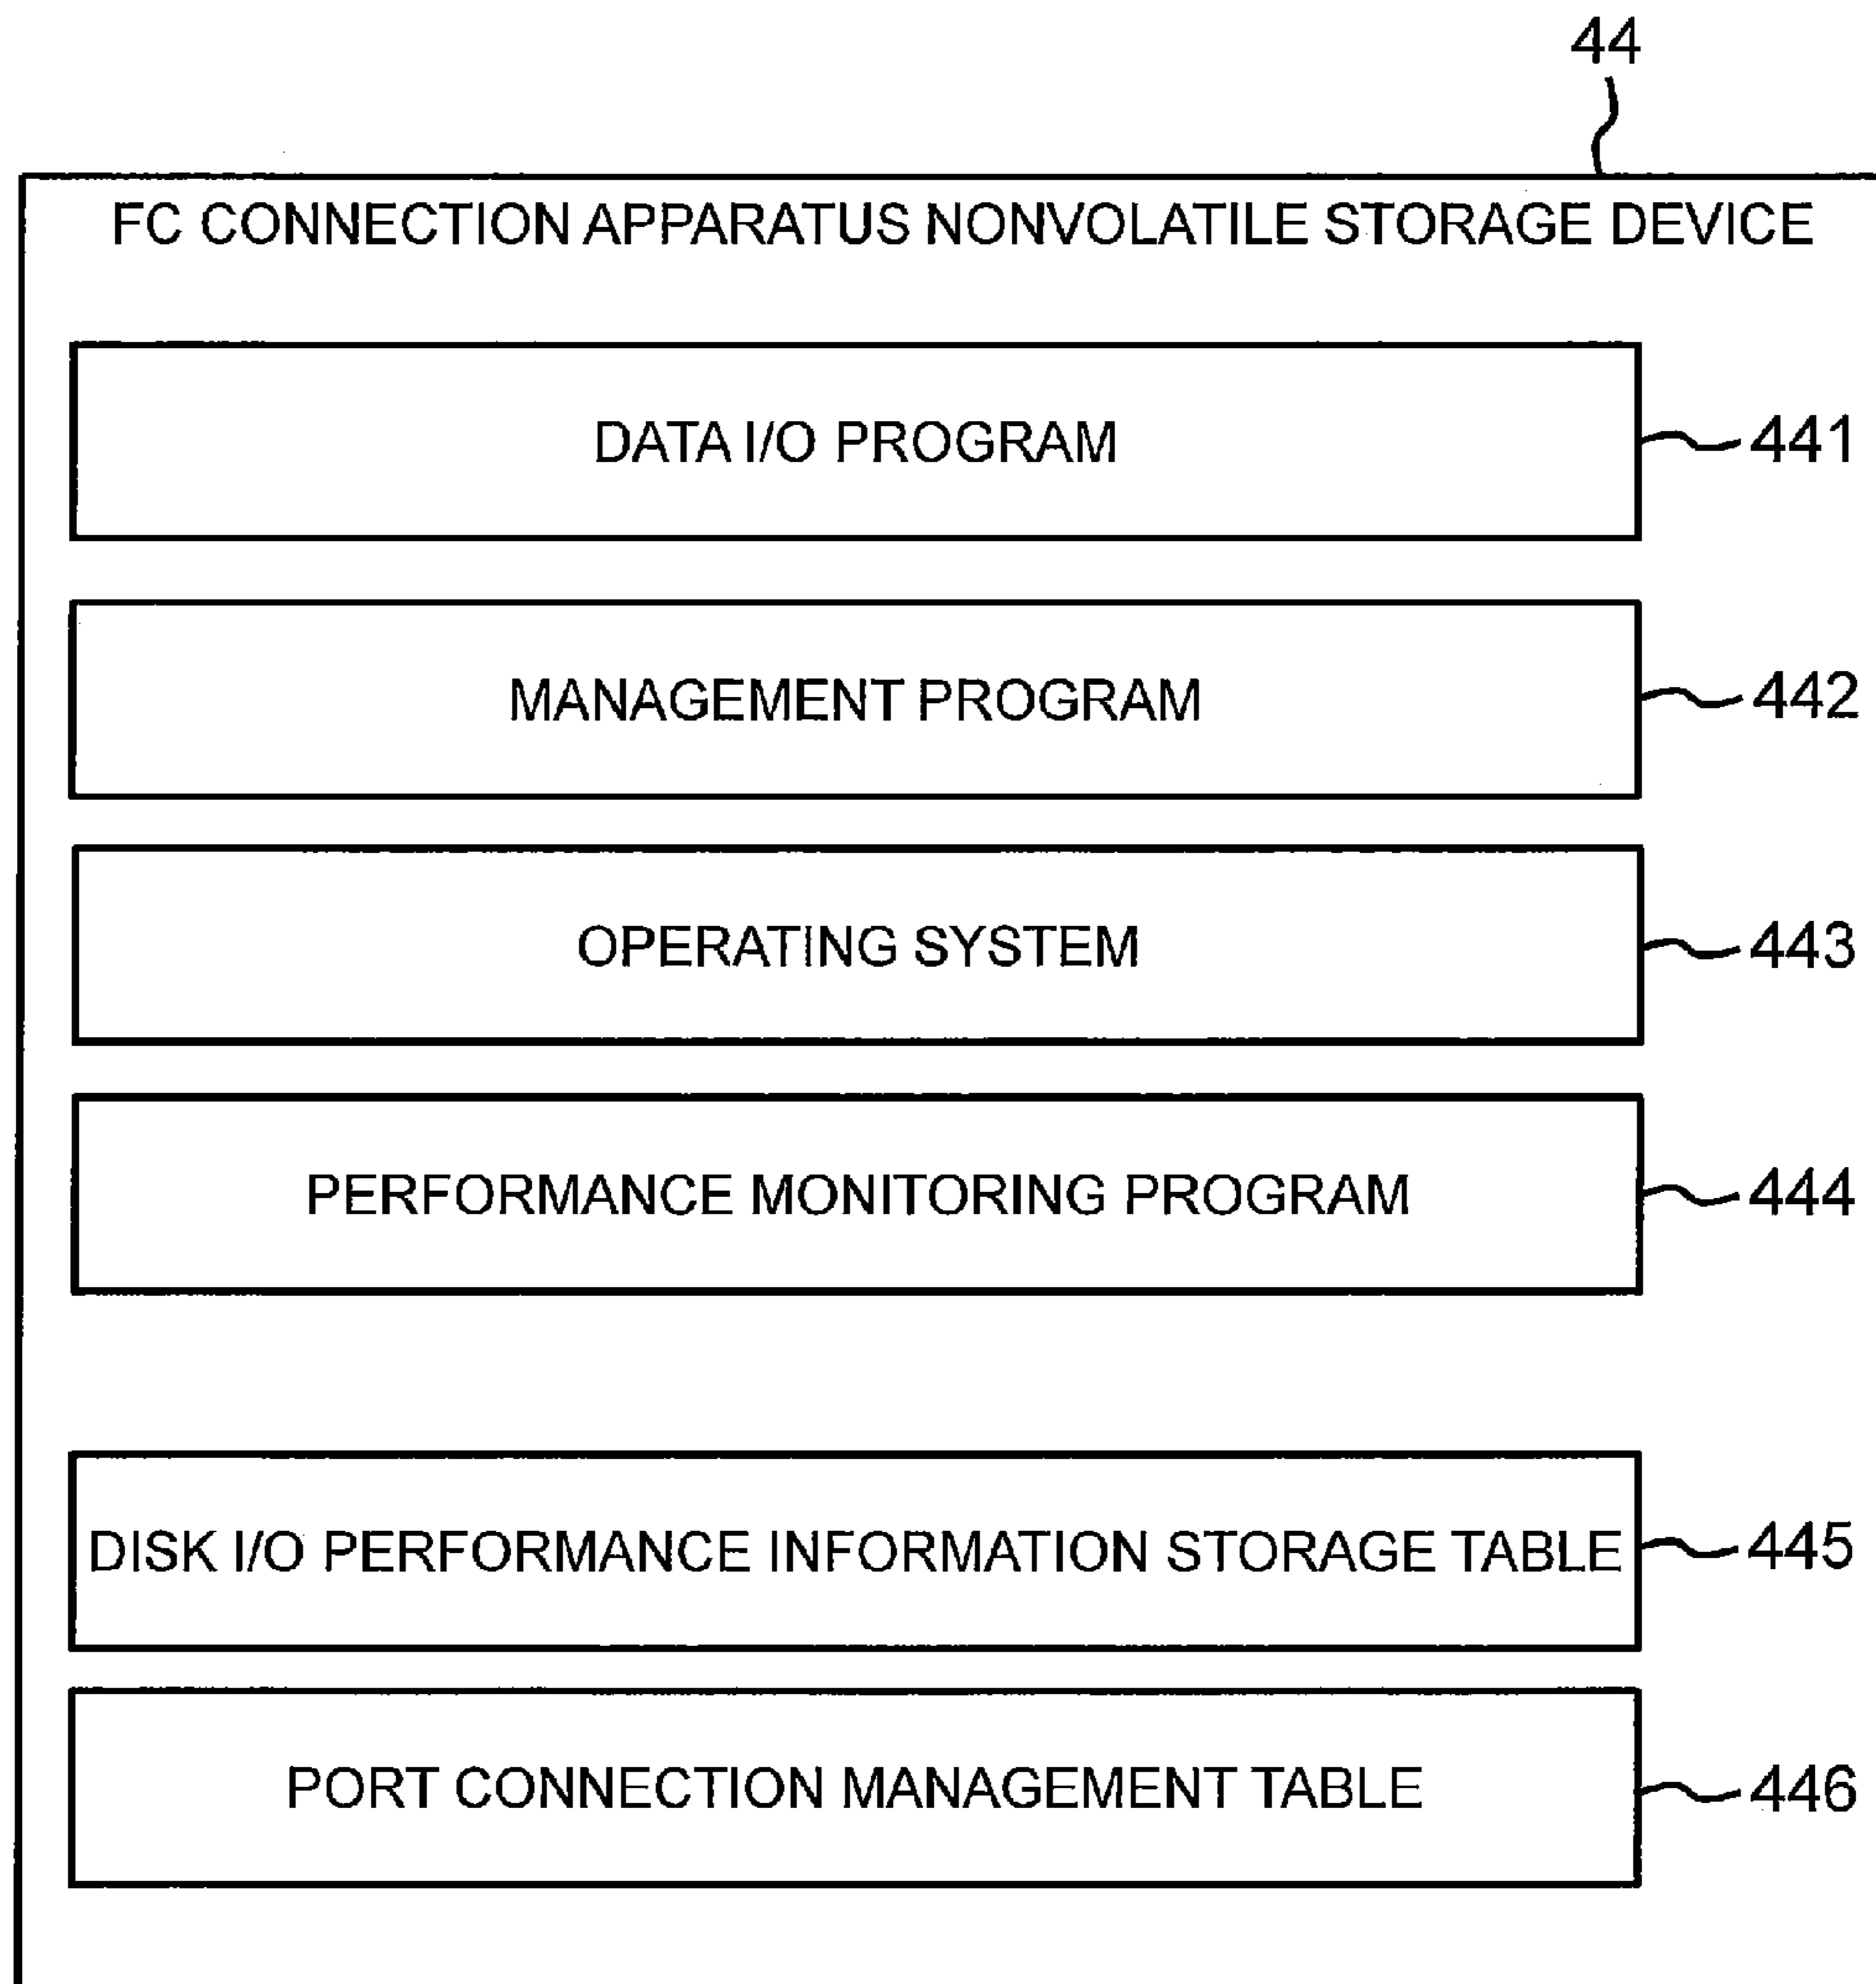 44
FC CONNECTION APPARATUS NONVOLATILE STORAGE DEVICE
DATA I/O PROGRAM
441
MANAGEMENT PROGRAM
442
OPERATING SYSTEM
443
PERFORMANCE MONITORING PROGRAM
444
DISK I/O PERFORMANCE INFORMATION STORAGE TABLE
445
PORT CONNECTION MANAGEMENT TABLE
446